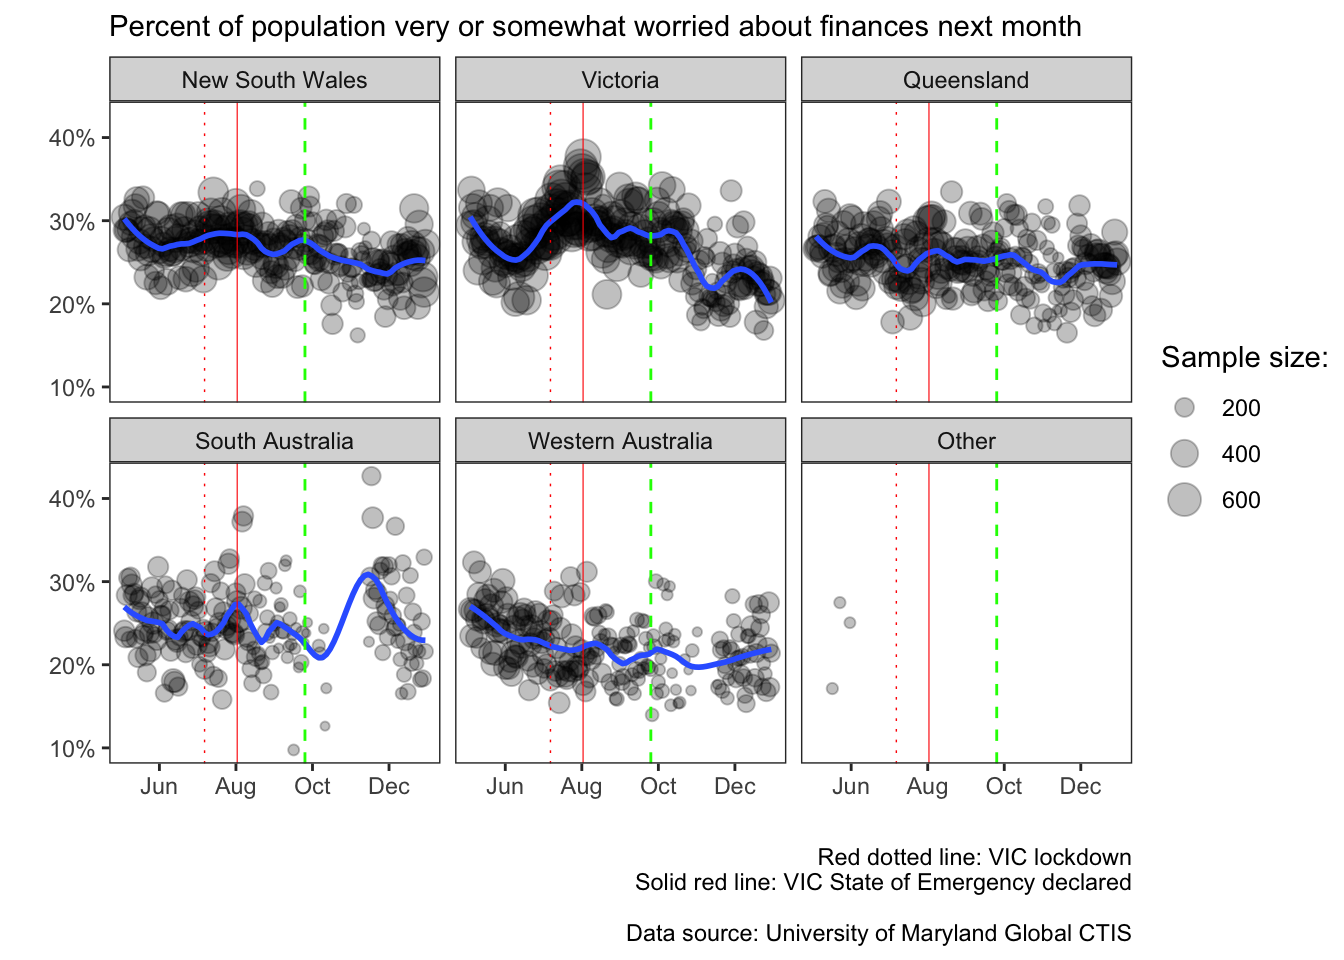 Percent of population very or somewhat worried about finances next month
New South Wales
Victoria
Queensland
40%
30%
20%
10%
South Australia
Western Australia
Other
40%
30%
20%
10%
Jun Aug Oct Dec
Jun Aug Oct Dec
Jun Aug Oct Dec
Sample size:
200
400
600
Red dotted line: VIC lockdown
Solid red line: VIC State of Emergency declared
Data source: University of Maryland Global CTIS